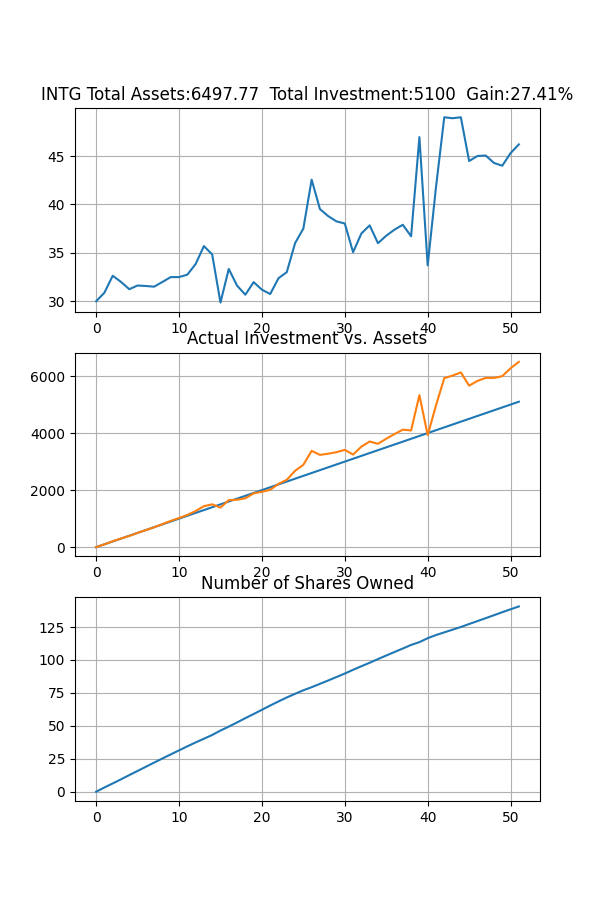 INTG Total Assets:6497.77  Total Investment:5100  Gain:27.41%
45
40
35
30
0 10 20 30 40 50
Actual Investment vs. Assets
6000
4000
2000
0
0 10 20 30 40 50
Number of Shares Owned
125
100
75
50
25
0
0 10 20 30 40 50